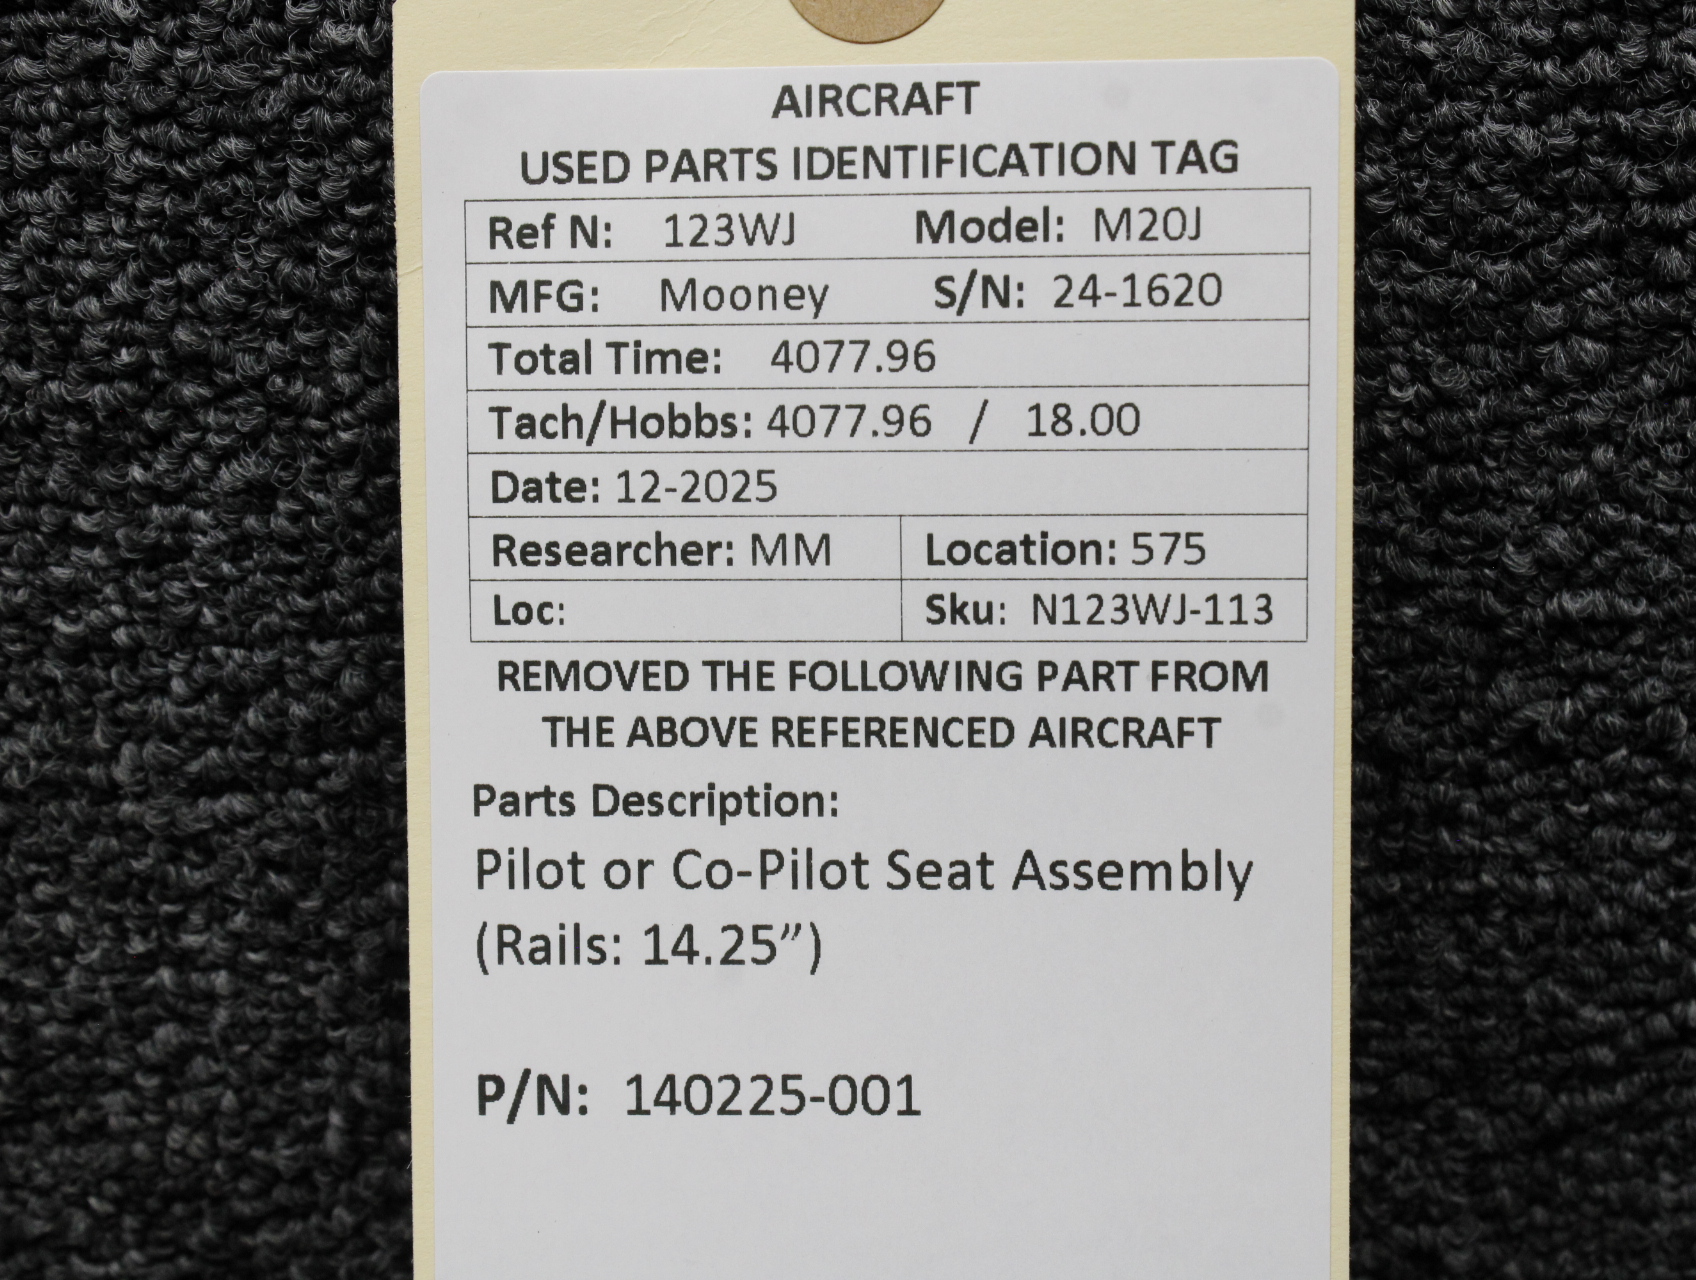 AIRCRAFT
USED PARTS IDENTIFICATION TAG
Ref N: 123WJ Model: M20J
MFG: Mooney S/N: 24-1620
Total Time: 4077.96
Tach/Hobbs: 4077.96 / 18.00
Date: 12-2025
Researcher: MM Location: 575
Loc: Sku: N123WJ-113
REMOVED THE FOLLOWING PART FROM
THE ABOVE REFERENCED AIRCRAFT
Parts Description:
Pilot or Co-Pilot Seat Assembly
(Rails: 14.25”)
P/N: 140225-001